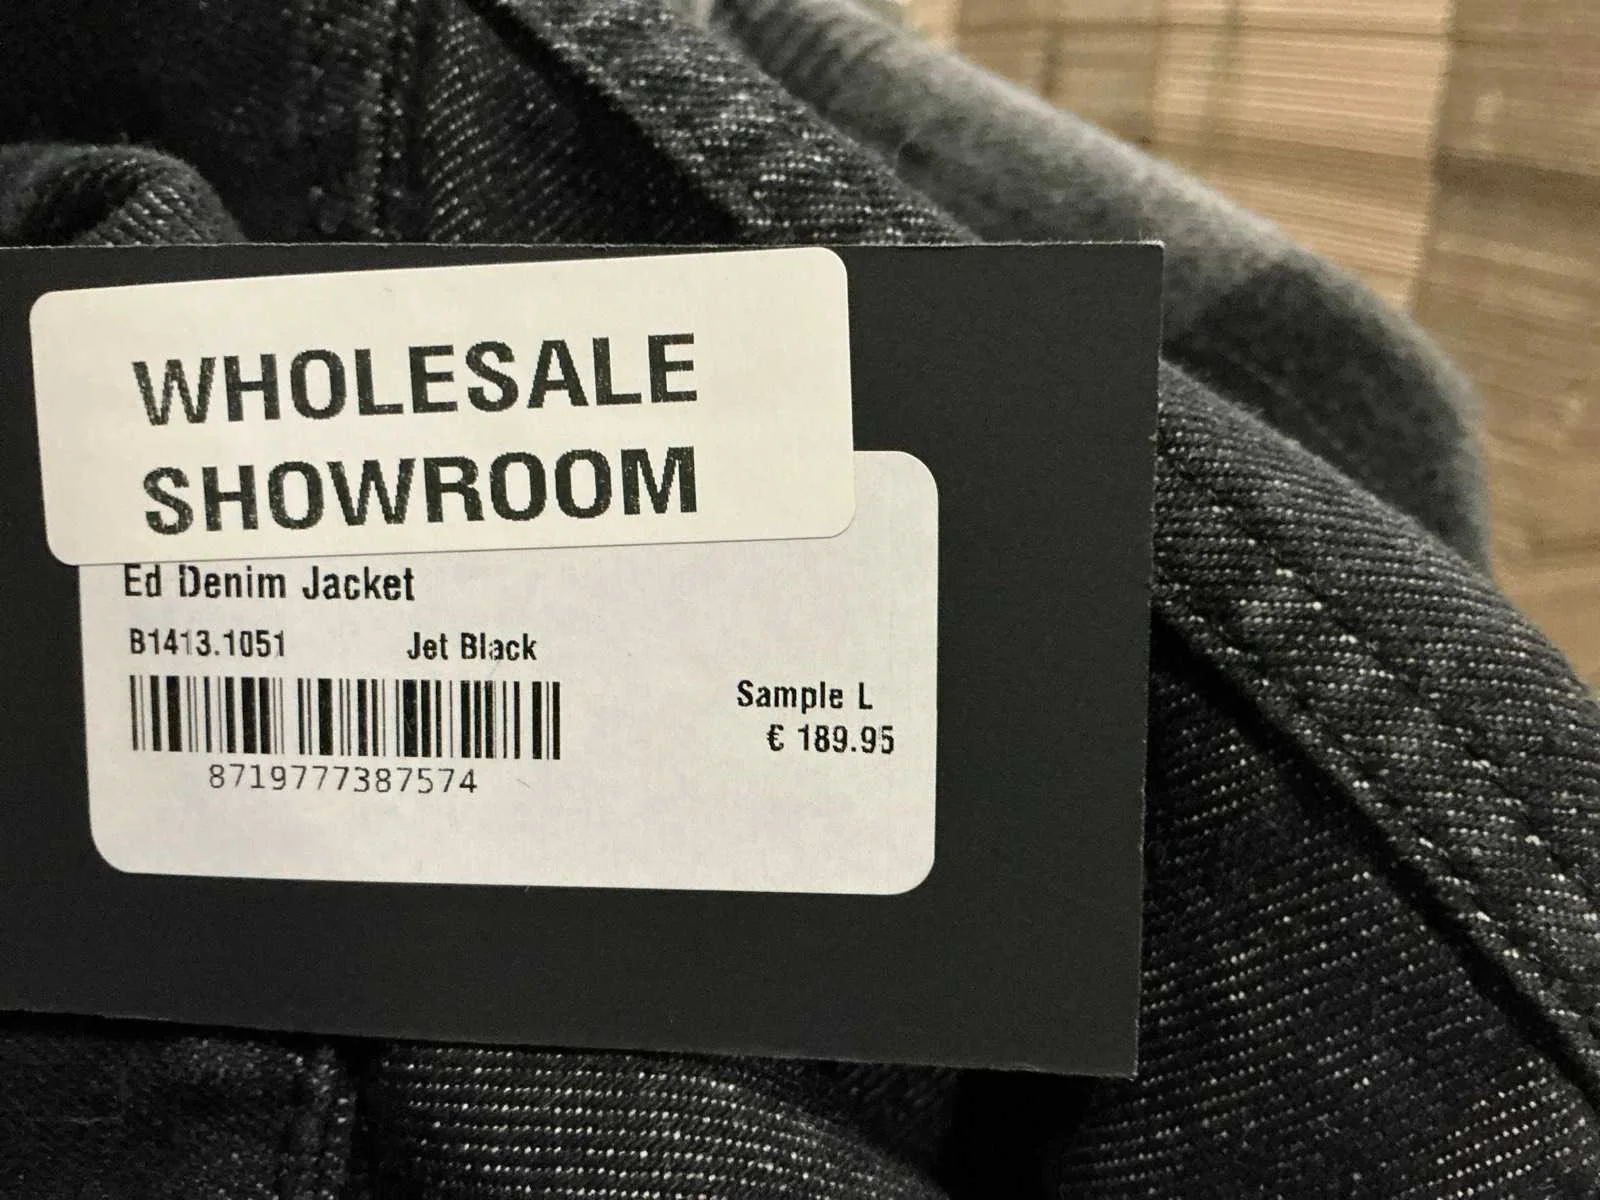 WHOLESALE
SHOWROOM
Ed Denim Jacket
B1413.1051 Jet Black
Sample L
€ 189.95
8719777387574